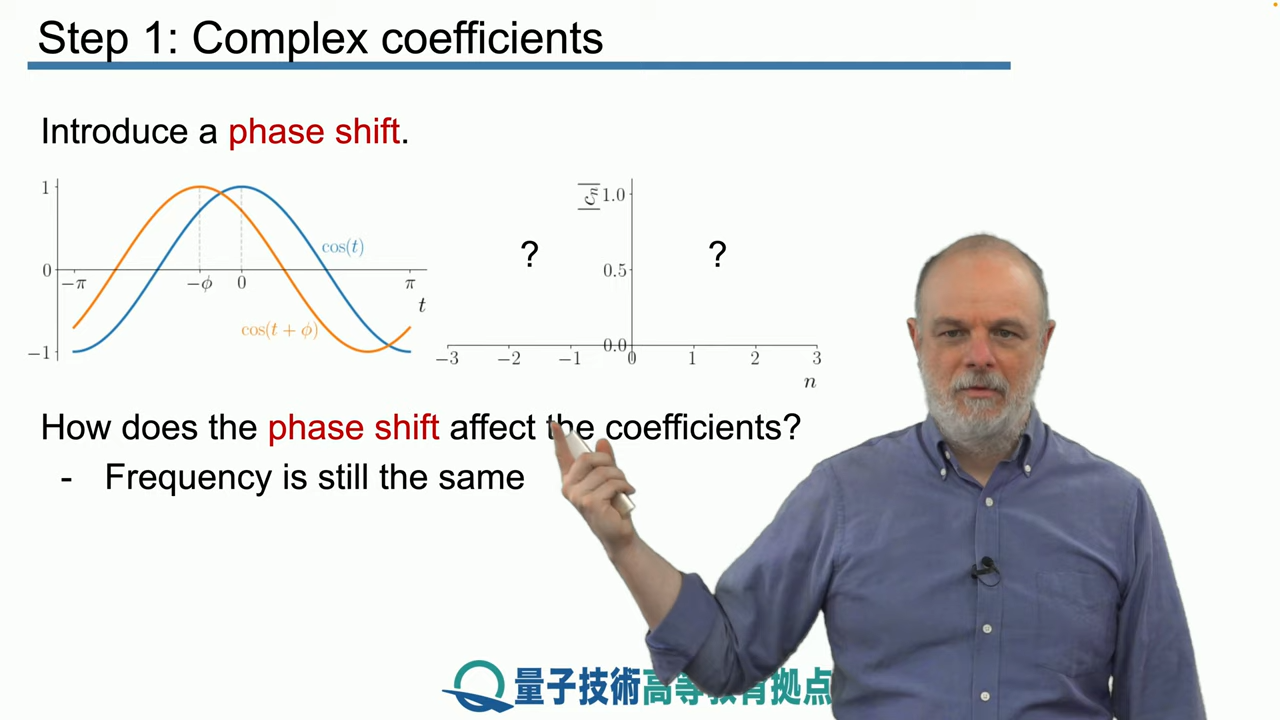 Step 1: Complex coefficients
Introduce a phase shift.
1
0
−1
−π
−ϕ
0
π
t
cos(t)
cos(t + ϕ)
?
?
|cₙ|
1.0
0.5
0.0
−3
−2
−1
0
1
2
3
n
How does the phase shift affect the coefficients?
- Frequency is still the same
量子技術高等教育拠点